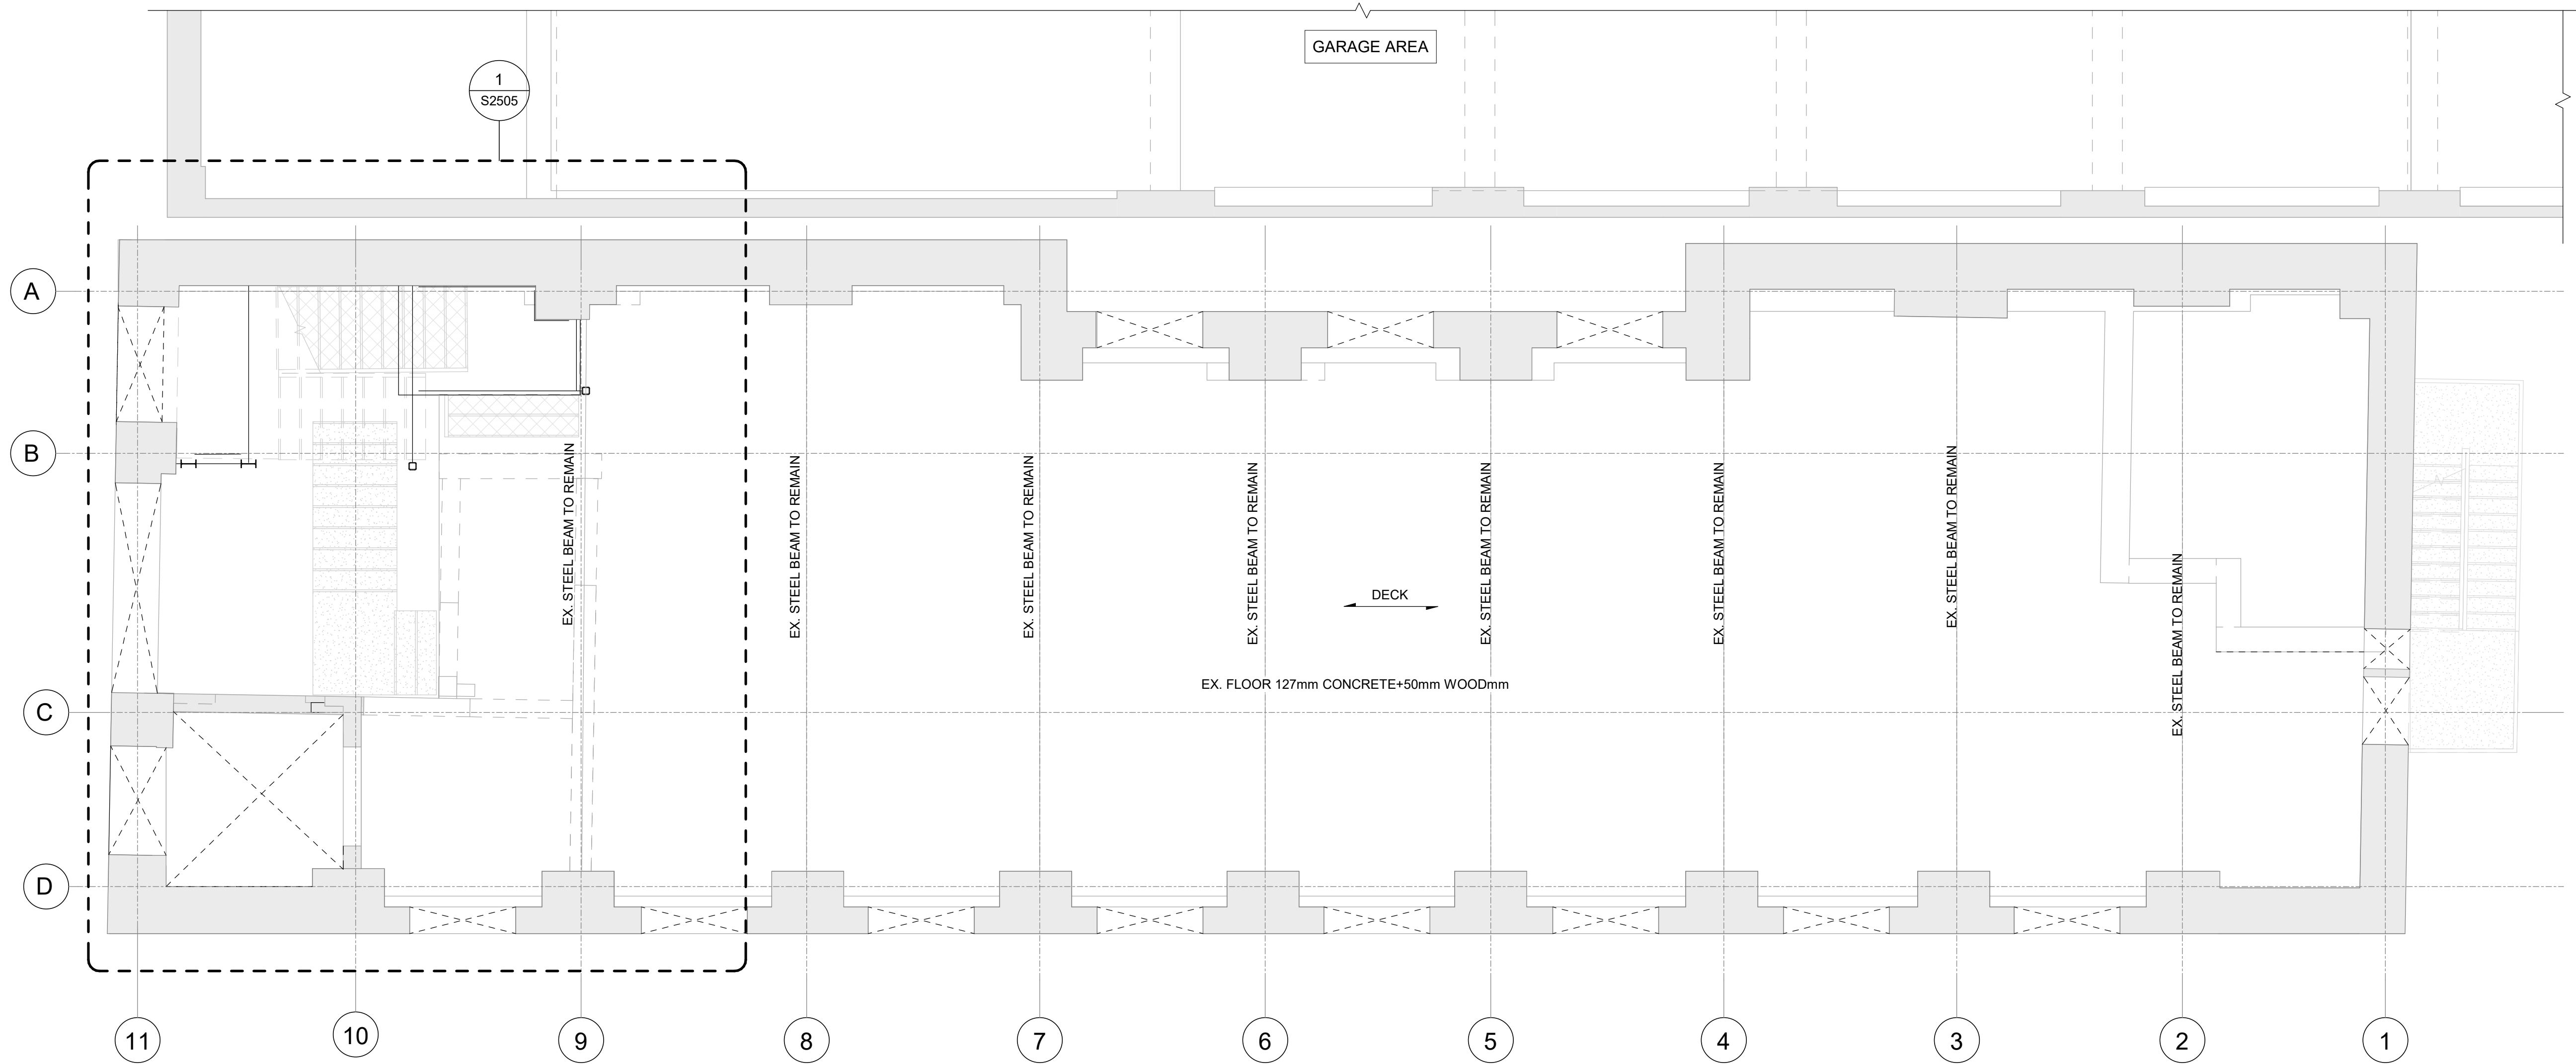 GARAGE AREA
1
S2505
A
B
C
D
EX. STEEL BEAM TO REMAIN
EX. STEEL BEAM TO REMAIN
EX. STEEL BEAM TO REMAIN
EX. STEEL BEAM TO REMAIN
EX. STEEL BEAM TO REMAIN
EX. STEEL BEAM TO REMAIN
EX. STEEL BEAM TO REMAIN
EX. STEEL BEAM TO REMAIN
DECK
EX. FLOOR 127mm CONCRETE+50mm WOODmm
11
10
9
8
7
6
5
4
3
2
1